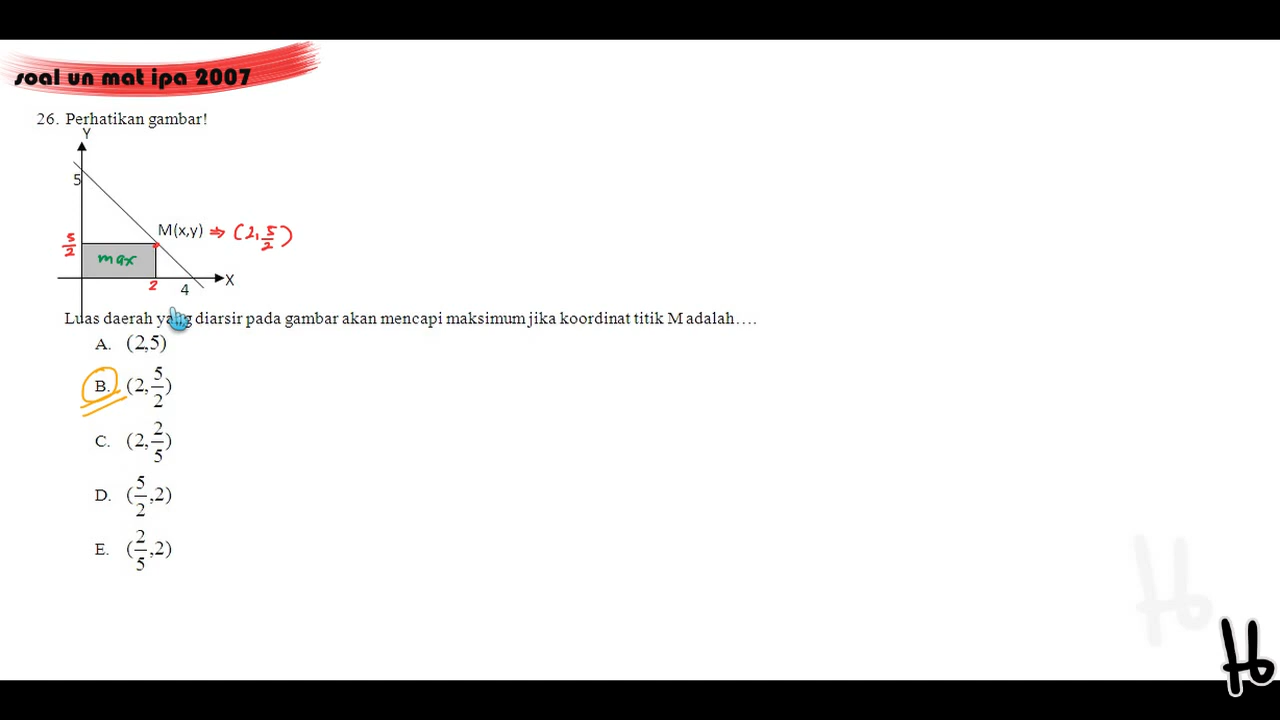 soal un mat ipa 2007
26. Perhatikan gambar!
Y
5
M(x,y) ⇒ (2, 5/2)
5/2
max
X
2
4
Luas daerah yang diarsir pada gambar akan mencapi maksimum jika koordinat titik M adalah….
A. (2,5)
B. (2, 5/2)
C. (2, 2/5)
D. (5/2 ,2)
E. (2/5 ,2)